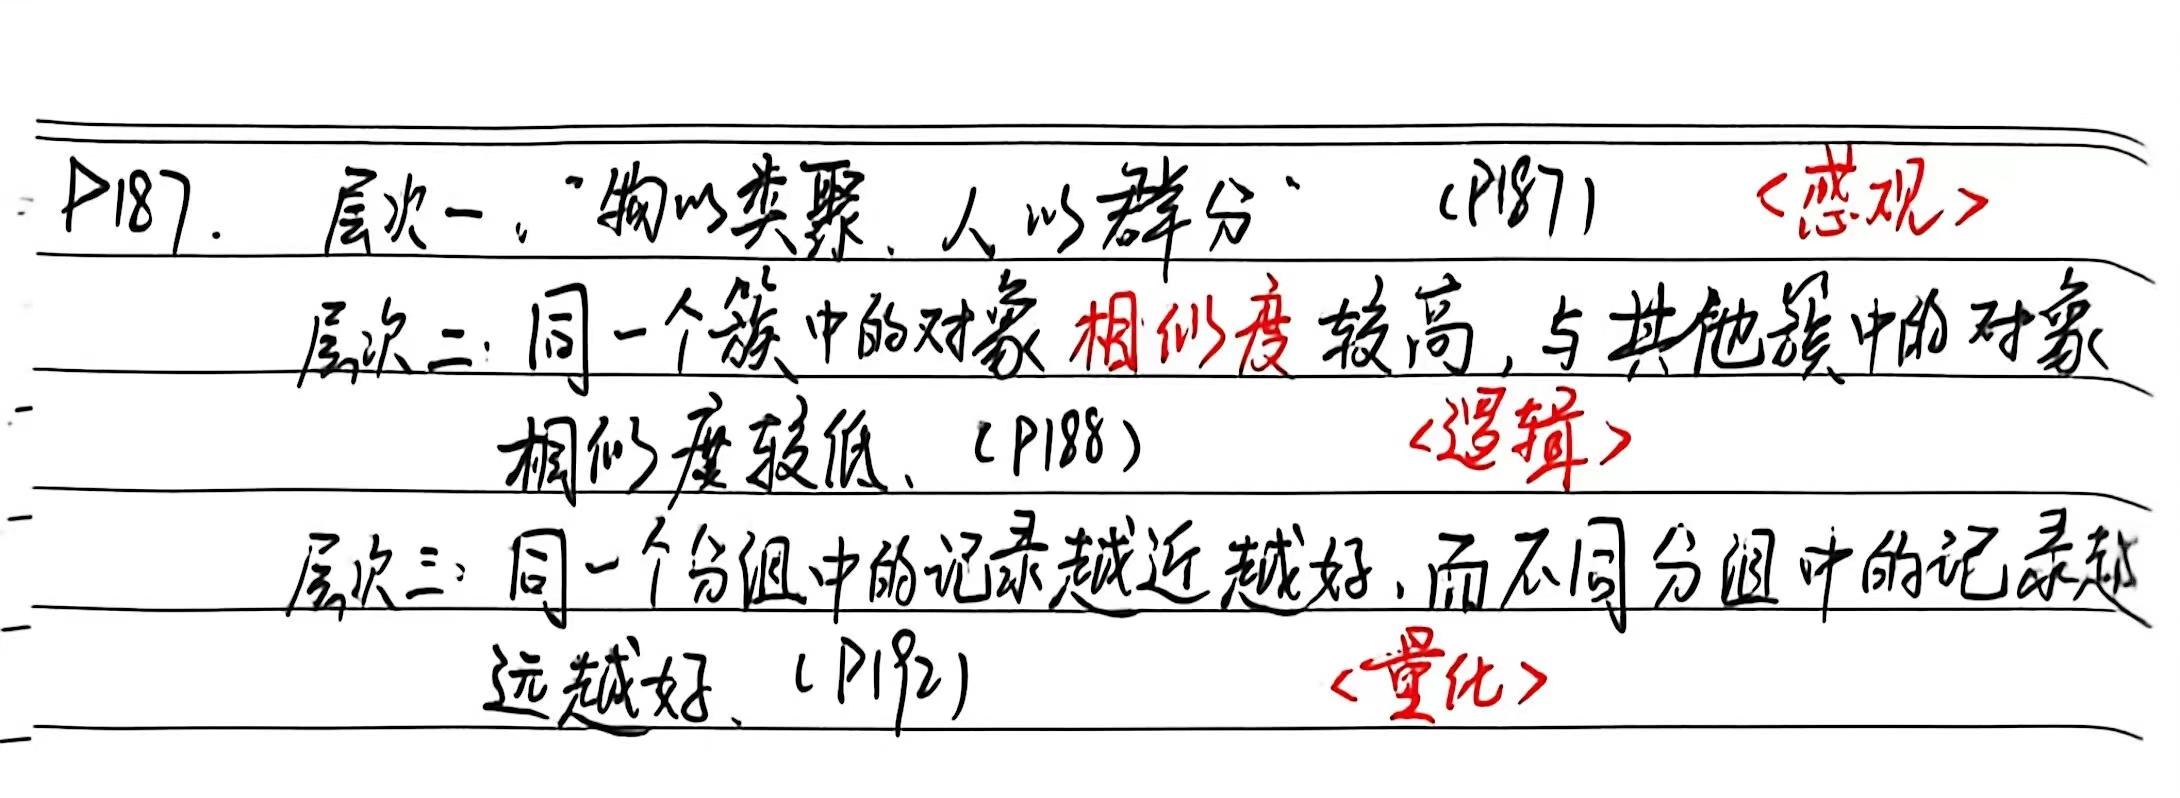 P187. 层次一、“物以类聚、人以群分” (P187) <感观>
层次二:同一个簇中的对象相似度较高,与其他簇中的对象
相似度较低、(P188) <逻辑>
层次三:同一个分组中的记录越近越好,而不同分组中的记录越
远越好、(P192) <量化>